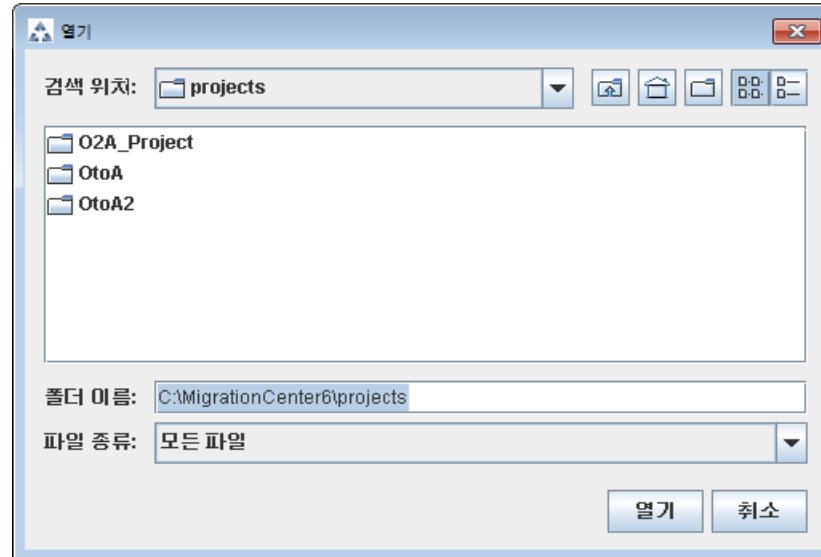 열기
검색 위치: projects
O2A_Project
OtoA
OtoA2
폴더 이름: C:\MigrationCenter6\projects
파일 종류: 모든 파일
열기 취소